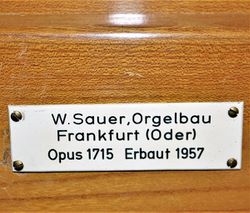 W. Sauer, Orgelbau
Frankfurt (Oder)
Opus 1715 Erbaut 1957